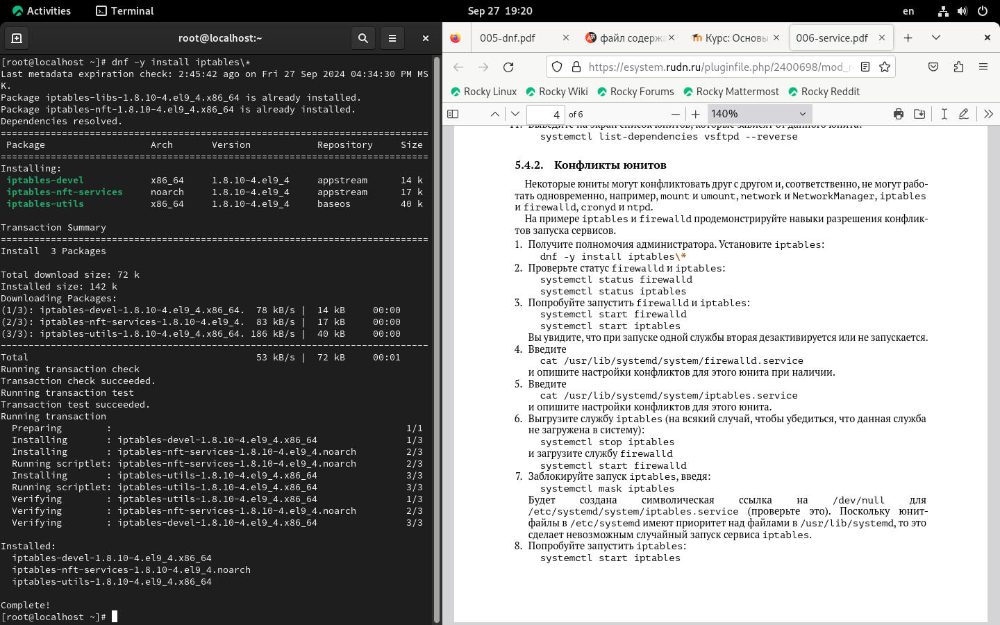 Activities
Terminal
Sep 27 19:20
en
root@localhost:~
[root@localhost ~]# dnf -y install iptables\*
Last metadata expiration check: 2:45:42 ago on Fri 27 Sep 2024 04:34:30 PM MS
K.
Package iptables-libs-1.8.10-4.el9_4.x86_64 is already installed.
Package iptables-nft-1.8.10-4.el9_4.x86_64 is already installed.
Dependencies resolved.
Package Arch Version Repository Size
Installing:
iptables-devel x86_64 1.8.10-4.el9_4 appstream 14 k
iptables-nft-services noarch 1.8.10-4.el9_4 appstream 17 k
iptables-utils x86_64 1.8.10-4.el9_4 baseos 40 k
Transaction Summary
Install 3 Packages
Total download size: 72 k
Installed size: 142 k
Downloading Packages:
(1/3): iptables-devel-1.8.10-4.el9_4.x86_64. 78 kB/s | 14 kB 00:00
(2/3): iptables-nft-services-1.8.10-4.el9_4. 83 kB/s | 17 kB 00:00
(3/3): iptables-utils-1.8.10-4.el9_4.x86_64. 186 kB/s | 40 kB 00:00
Total 53 kB/s | 72 kB 00:01
Running transaction check
Transaction check succeeded.
Running transaction test
Transaction test succeeded.
Running transaction
Preparing : 1/1
Installing : iptables-devel-1.8.10-4.el9_4.x86_64 1/3
Installing : iptables-nft-services-1.8.10-4.el9_4.noarch 2/3
Running scriptlet: iptables-nft-services-1.8.10-4.el9_4.noarch 2/3
Installing : iptables-utils-1.8.10-4.el9_4.x86_64 3/3
Running scriptlet: iptables-utils-1.8.10-4.el9_4.x86_64 3/3
Verifying : iptables-utils-1.8.10-4.el9_4.x86_64 1/3
Verifying : iptables-nft-services-1.8.10-4.el9_4.noarch 2/3
Verifying : iptables-devel-1.8.10-4.el9_4.x86_64 3/3
Installed:
iptables-devel-1.8.10-4.el9_4.x86_64
iptables-nft-services-1.8.10-4.el9_4.noarch
iptables-utils-1.8.10-4.el9_4.x86_64
Complete!
[root@localhost ~]#
005-dnf.pdf
файл содержа
Курс: Основы
006-service.pdf
https://esystem.rudn.ru/pluginfile.php/2400698/mod_r
Rocky Linux
Rocky Wiki
Rocky Forums
Rocky Mattermost
Rocky Reddit
4 of 6
140%
11. Выведите на экран список юнитов, которые зависят от данного юнита:
systemctl list-dependencies vsftpd --reverse
5.4.2. Конфликты юнитов
Некоторые юниты могут конфликтовать друг с другом и, соответственно, не могут рабо-
тать одновременно, например, mount и umount, network и NetworkManager, iptables
и firewalld, cronyd и ntpd.
На примере iptables и firewalld продемонстрируйте навыки разрешения конфлик-
тов запуска сервисов.
1. Получите полномочия администратора. Установите iptables:
dnf -y install iptables\*
2. Проверьте статус firewalld и iptables:
systemctl status firewalld
systemctl status iptables
3. Попробуйте запустить firewalld и iptables:
systemctl start firewalld
systemctl start iptables
Вы увидите, что при запуске одной службы вторая дезактивируется или не запускается.
4. Введите
cat /usr/lib/systemd/system/firewalld.service
и опишите настройки конфликтов для этого юнита при наличии.
5. Введите
cat /usr/lib/systemd/system/iptables.service
и опишите настройки конфликтов для этого юнита.
6. Выгрузите службу iptables (на всякий случай, чтобы убедиться, что данная служба
не загружена в систему):
systemctl stop iptables
и загрузите службу firewalld
systemctl start firewalld
7. Заблокируйте запуск iptables, введя:
systemctl mask iptables
Будет создана символическая ссылка на /dev/null для
/etc/systemd/system/iptables.service (проверьте это). Поскольку юнит-
файлы в /etc/systemd имеют приоритет над файлами в /usr/lib/systemd, то это
сделает невозможным случайный запуск сервиса iptables.
8. Попробуйте запустить iptables:
systemctl start iptables